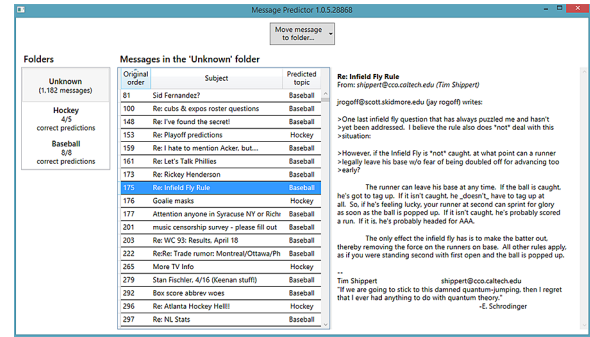 Message Predictor 1.0.5.28868
Move message
to folder...
Folders
Unknown
(1.182 messages)
Hockey
4/5
correct predictions
Baseball
8/8
correct predictions
Messages in the 'Unknown' folder
Original order Subject Predicted topic
81 Sid Fernandez? Baseball
100 Re: cubs & expos roster questions Baseball
148 Re: I've found the secret! Baseball
153 Re: Playoff predictions Hockey
159 Re: I hate to mention Acker, but.... Baseball
161 Re: Let's Talk Phillies Baseball
173 Re: Rickey Henderson Baseball
175 Re: Infield Fly Rule Baseball
176 Goalie masks Hockey
177 Attention anyone in Syracuse NY or Richr Baseball
201 music censorship survey - please fill out Baseball
203 Re: WC 93: Results, April 18 Baseball
222 Re:Re: Trade rumor: Montreal/Ottawa/Ph Baseball
265 More TV Info Hockey
279 Stan Fischler, 4/16 (Keenan stuff!) Baseball
292 Box score abbrev woes Baseball
296 Re: Atlanta Hockey Hell!! Hockey
297 Re: NL Stats Baseball
Re: Infield Fly Rule
From: shippert@cco.caltech.edu (Tim Shippert)
jrogoff@scott.skidmore.edu (jay rogoff) writes:
>One last infield fly question that has always puzzled me and hasn't
>yet been addressed. I believe the rule also does *not* deal with this
>situation:
>However, if the Infield Fly is *not* caught, at what point can a runner
>legally leave his base w/o fear of being doubled off for advancing too
>early?
The runner can leave his base at any time. If the ball is caught,
he's got to tag up. If it isn't caught, he _doesn't_ have to tag up at
all. So, if he's feeling lucky, your runner at second can sprint for glory
as soon as the ball is popped up. If it isn't caught, he's probably scored
a run. If it is, he's probably headed for AAA.
The only effect the infield fly has is to make the batter out,
thereby removing the force on the runners on base. All other rules apply,
as if you were standing second with first open and the ball is popped up.
--
Tim Shippert shippert@cco.caltech.edu
"If we are going to stick to this damned quantum-jumping, then I regret
that I ever had anything to do with quantum theory."
-E. Schrodinger